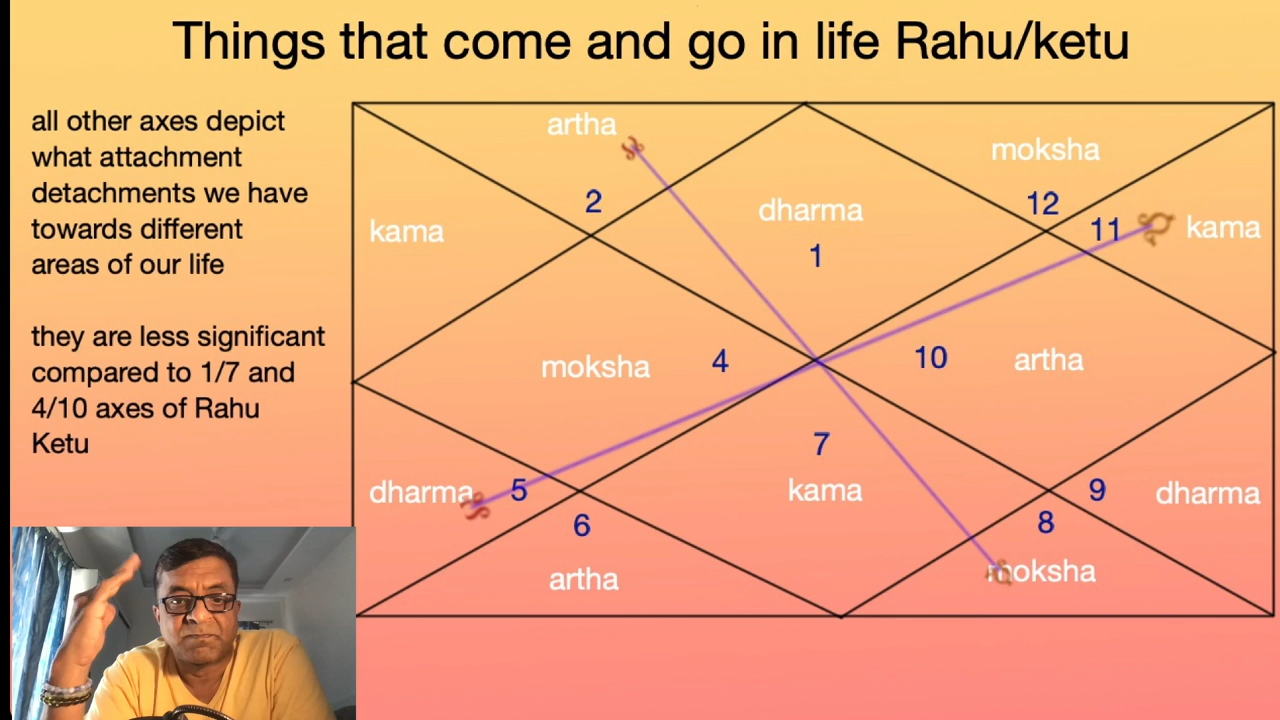 Things that come and go in life Rahu/ketu
all other axes depict
what attachment
detachments we have
towards different
areas of our life
they are less significant
compared to 1/7 and
4/10 axes of Rahu
Ketu
artha
moksha
2
12
kama
dharma
11
kama
1
moksha
4
10
artha
7
dharma
5
kama
9
dharma
6
8
artha
moksha